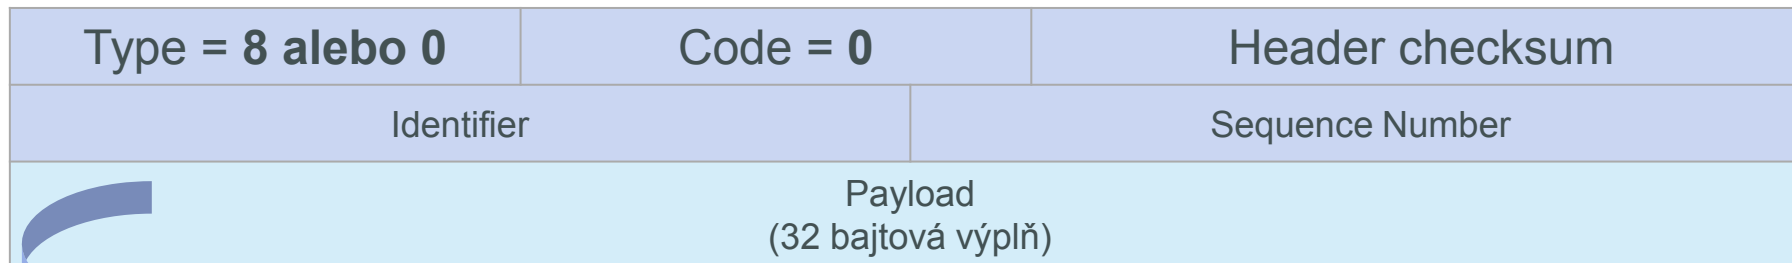 Type = 8 alebo 0 Code = 0 Header checksum
Identifier Sequence Number
Payload
(32 bajtová výplň)